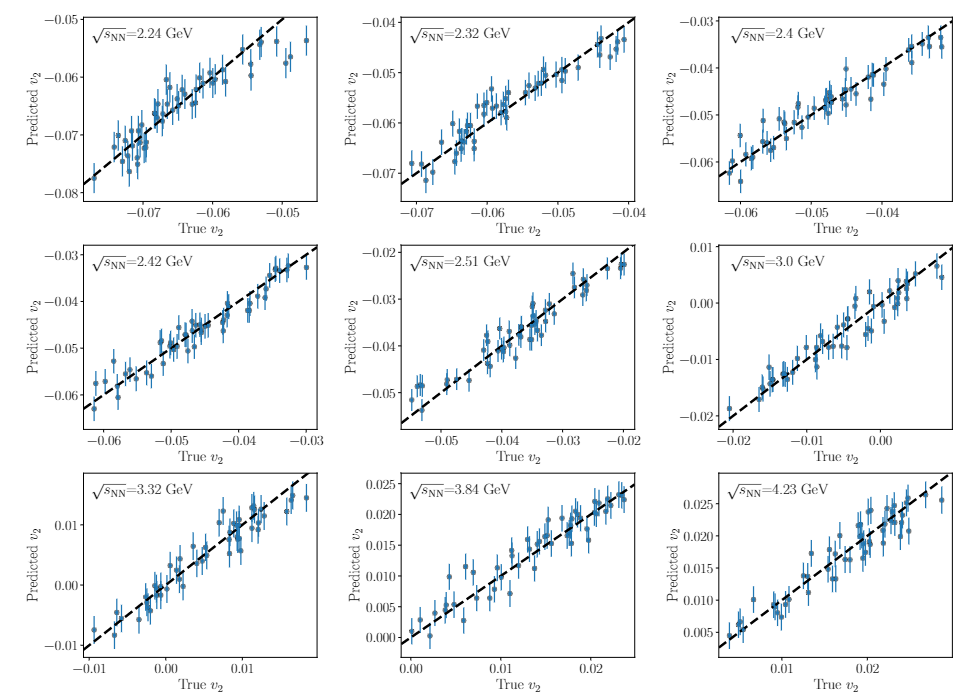 √sNN=2.24 GeV
−0.05
−0.06
−0.07
−0.08
Predicted v2
−0.07
−0.06
−0.05
True v2
√sNN=2.32 GeV
−0.04
−0.05
−0.06
−0.07
Predicted v2
−0.07
−0.06
−0.05
−0.04
True v2
√sNN=2.4 GeV
−0.03
−0.04
−0.05
−0.06
Predicted v2
−0.06
−0.05
−0.04
True v2
√sNN=2.42 GeV
−0.03
−0.04
−0.05
−0.06
Predicted v2
−0.06
−0.05
−0.04
−0.03
True v2
√sNN=2.51 GeV
−0.02
−0.03
−0.04
−0.05
Predicted v2
−0.05
−0.04
−0.03
−0.02
True v2
√sNN=3.0 GeV
0.01
0.00
−0.01
−0.02
Predicted v2
−0.02
−0.01
0.00
True v2
√sNN=3.32 GeV
0.01
0.00
−0.01
Predicted v2
−0.01
0.00
0.01
True v2
√sNN=3.84 GeV
0.025
0.020
0.015
0.010
0.005
0.000
Predicted v2
0.00
0.01
0.02
True v2
√sNN=4.23 GeV
0.025
0.020
0.015
0.010
0.005
Predicted v2
0.01
0.02
True v2